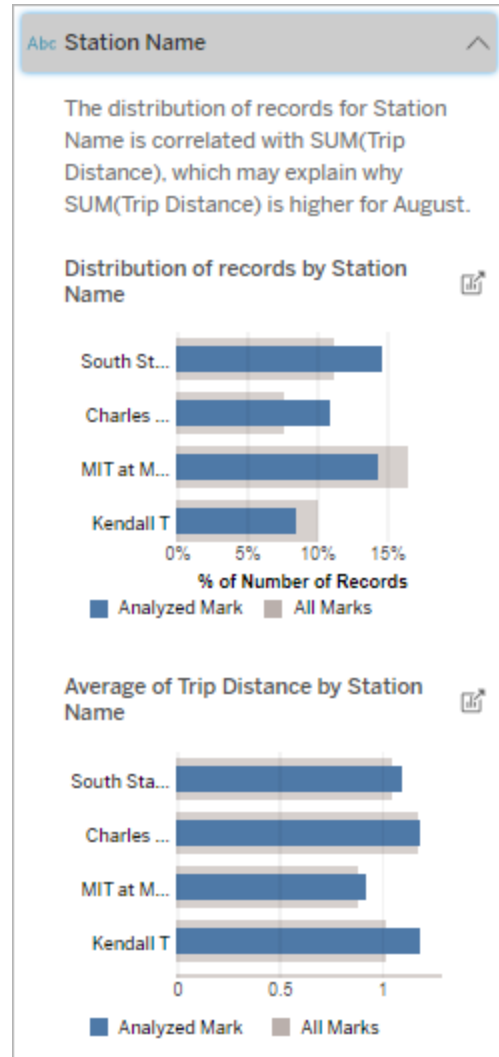 Abc Station Name
The distribution of records for Station
Name is correlated with SUM(Trip
Distance), which may explain why
SUM(Trip Distance) is higher for August.
Distribution of records by Station
Name
South St...
Charles ...
MIT at M...
Kendall T
0% 5% 10% 15%
% of Number of Records
Analyzed Mark All Marks
Average of Trip Distance by Station
Name
South Sta...
Charles ...
MIT at M...
Kendall T
0 0.5 1
Analyzed Mark All Marks